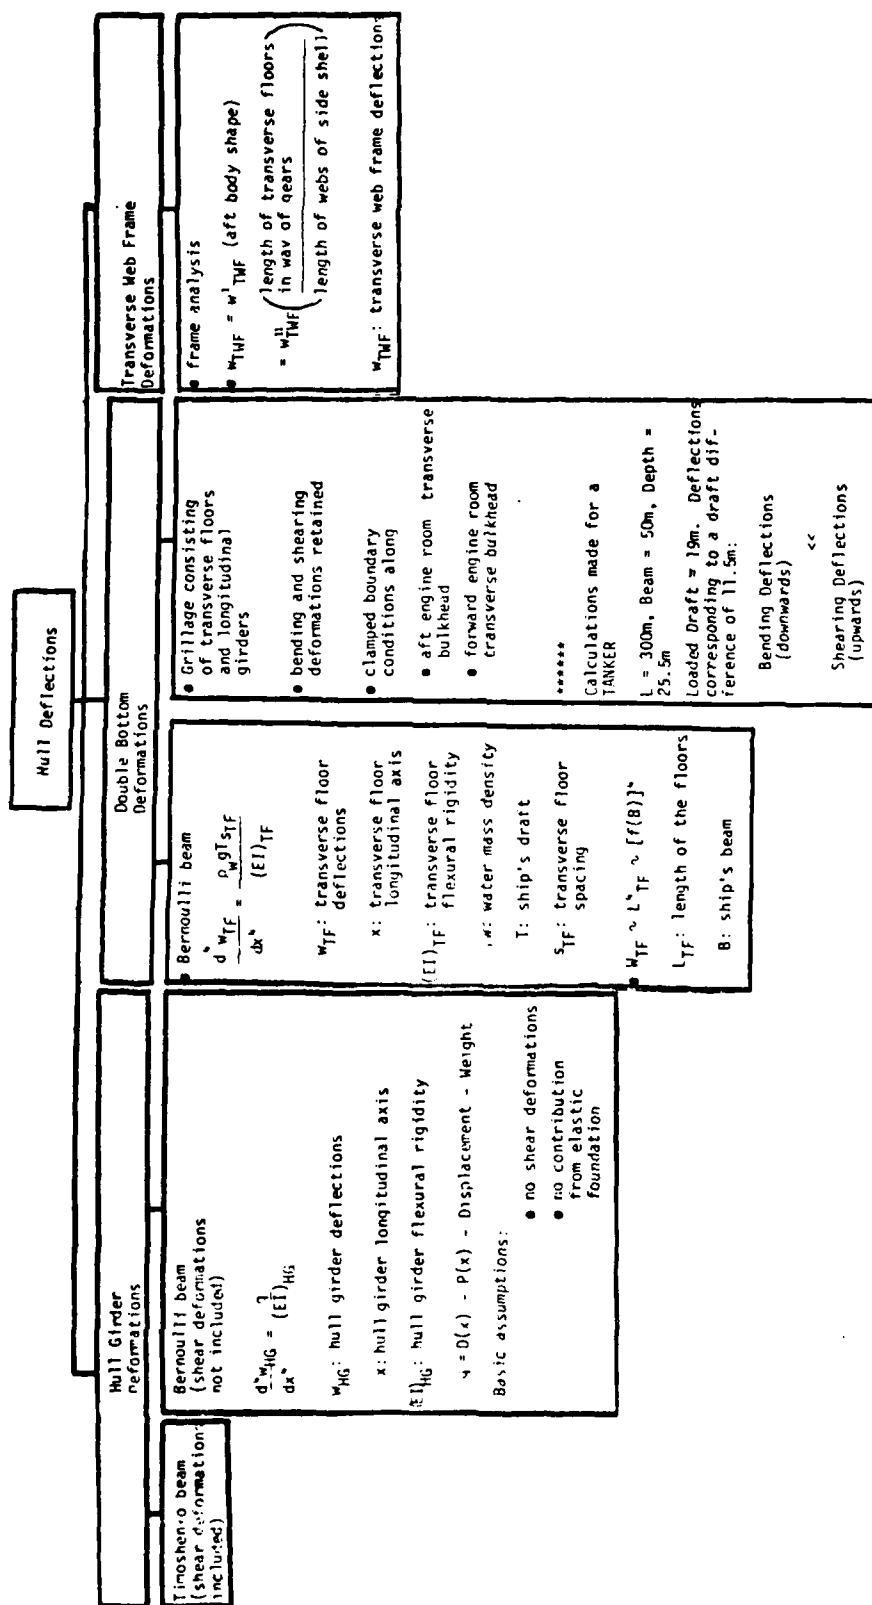 Hull Deflections
Hull Girder
Deformations
Timoshenko beam
(shear deformation
included)
Bernoulli beam
(shear deformations
not included)
d⁴w_HG = q
dx⁴ (EI)_HG
w_HG: hull girder deflections
x: hull girder longitudinal axis
(EI)_HG: hull girder flexural rigidity
= D(x) - P(x) - Displacement - Weight
Basic assumptions:
● no shear deformations
● no contribution
from elastic
foundation
Double Bottom
Deformations
● Bernoulli beam
d⁴w_TF = ρ_w gTs_TF
dx⁴ (EI)_TF
w_TF: transverse floor
deflections
x: transverse floor
longitudinal axis
(EI)_TF: transverse floor
flexural rigidity
: water mass density
T: ship's draft
s_TF: transverse floor
spacing
● W_TF ~ L⁴_TF ~ [f(B)]⁴
L_TF: length of the floors
B: ship's beam
● Grillage consisting
of transverse floors
and longitudinal
girders
● bending and shearing
deformations retained
● clamped boundary
conditions along
● aft engine room transverse
bulkhead
● forward engine room
transverse bulkhead
******
Calculations made for a
TANKER
L = 300m, Beam = 50m, Depth =
25.5m
Loaded Draft = 19m. Deflections
corresponding to a draft dif-
ference of 11.5m:
Bending Deflections
(downwards)
<<
Shearing Deflections
(upwards)
Transverse Web Frame
Deformations
● frame analysis
● w_TWF = w¹_TWF (aft body shape)
= w¹¹_TWF (length of transverse floors
in way of gears
length of webs of side shell)
w_TWF: transverse web frame deflections